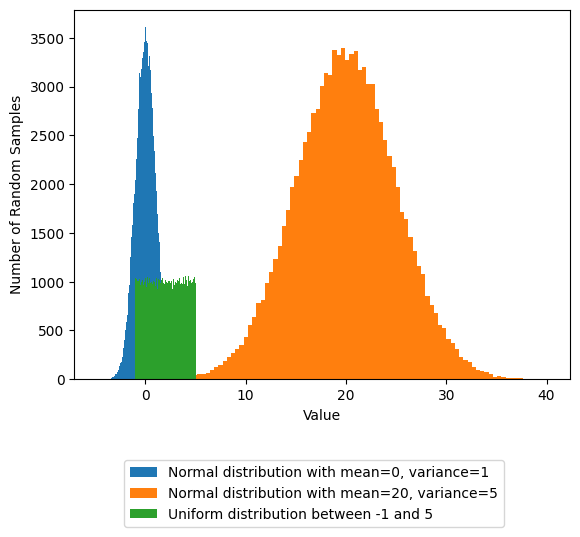 3500
3000
2500
2000
1500
1000
500
0
Number of Random Samples
0 10 20 30 40
Value
Normal distribution with mean=0, variance=1
Normal distribution with mean=20, variance=5
Uniform distribution between -1 and 5